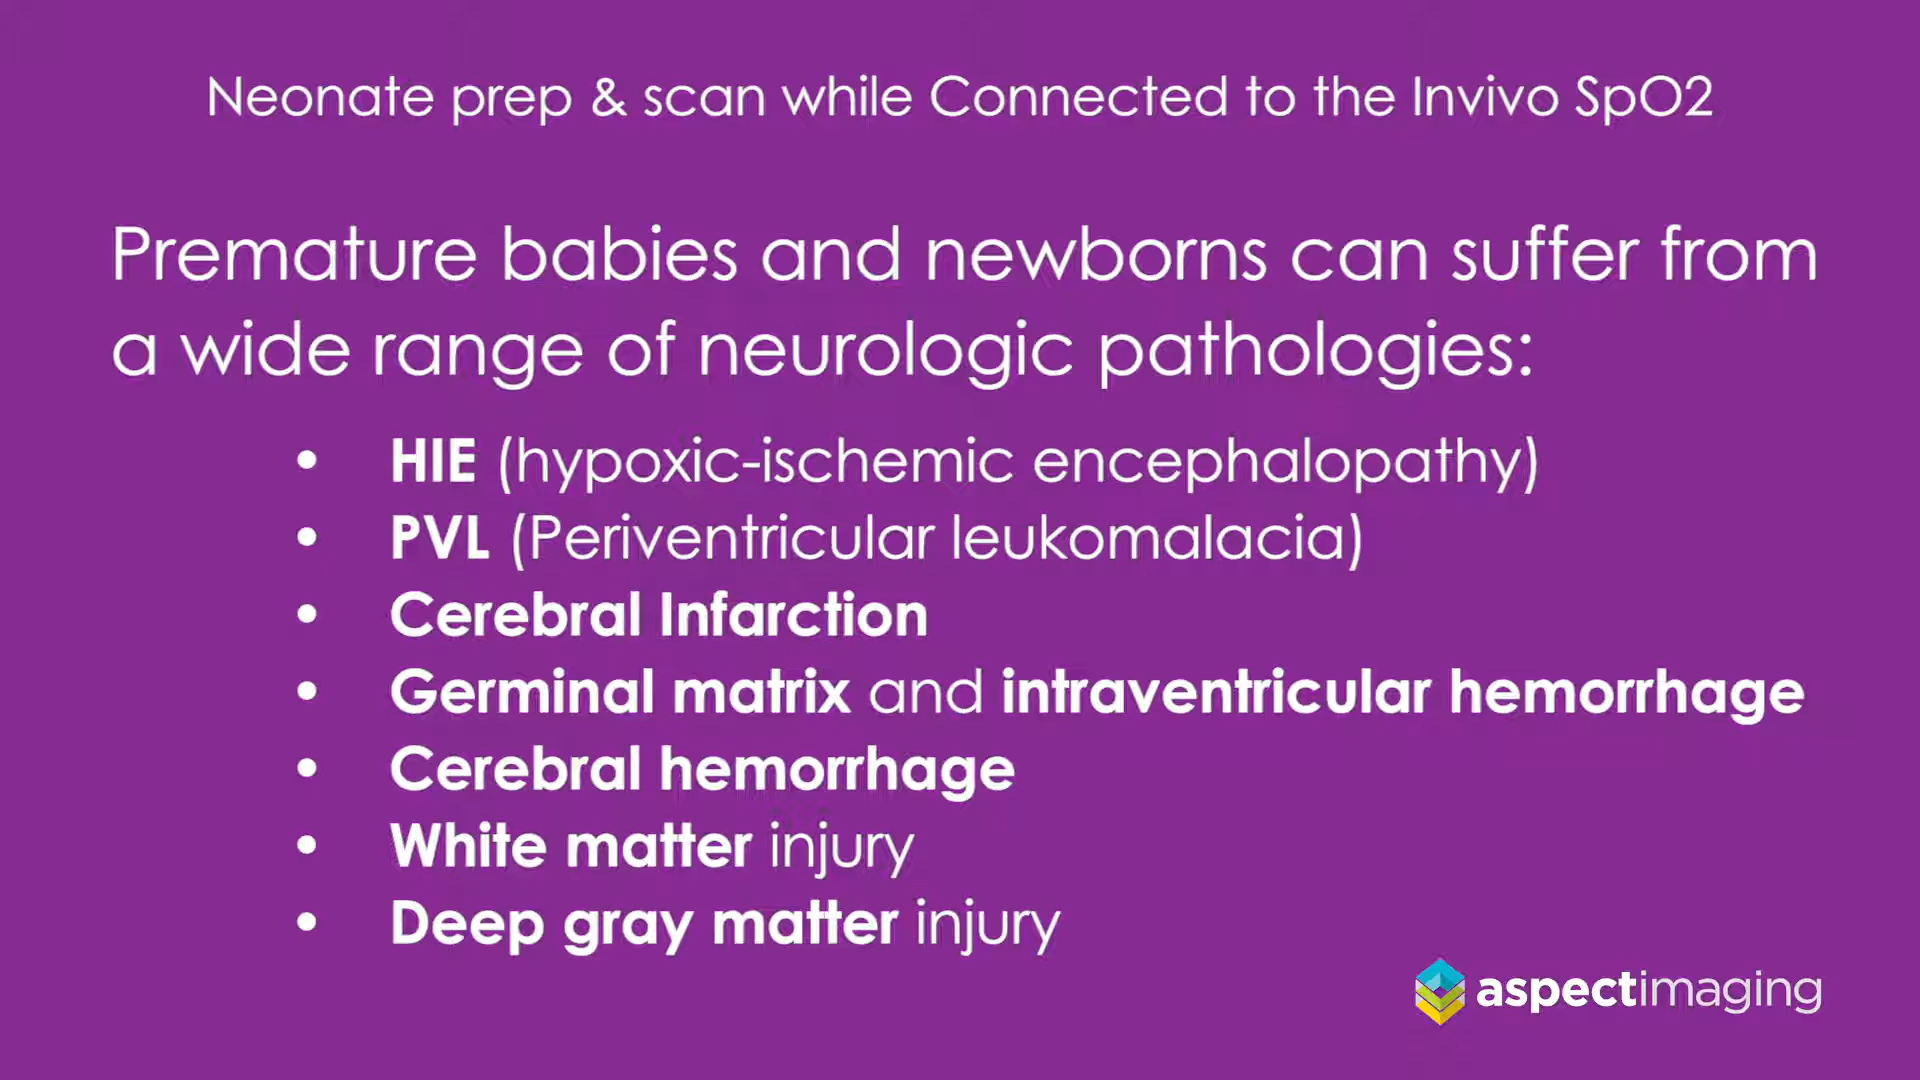 Neonate prep & scan while Connected to the Invivo SpO2
Premature babies and newborns can suffer from
a wide range of neurologic pathologies:
• HIE (hypoxic-ischemic encephalopathy)
• PVL (Periventricular leukomalacia)
• Cerebral Infarction
• Germinal matrix and intraventricular hemorrhage
• Cerebral hemorrhage
• White matter injury
• Deep gray matter injury
aspectimaging